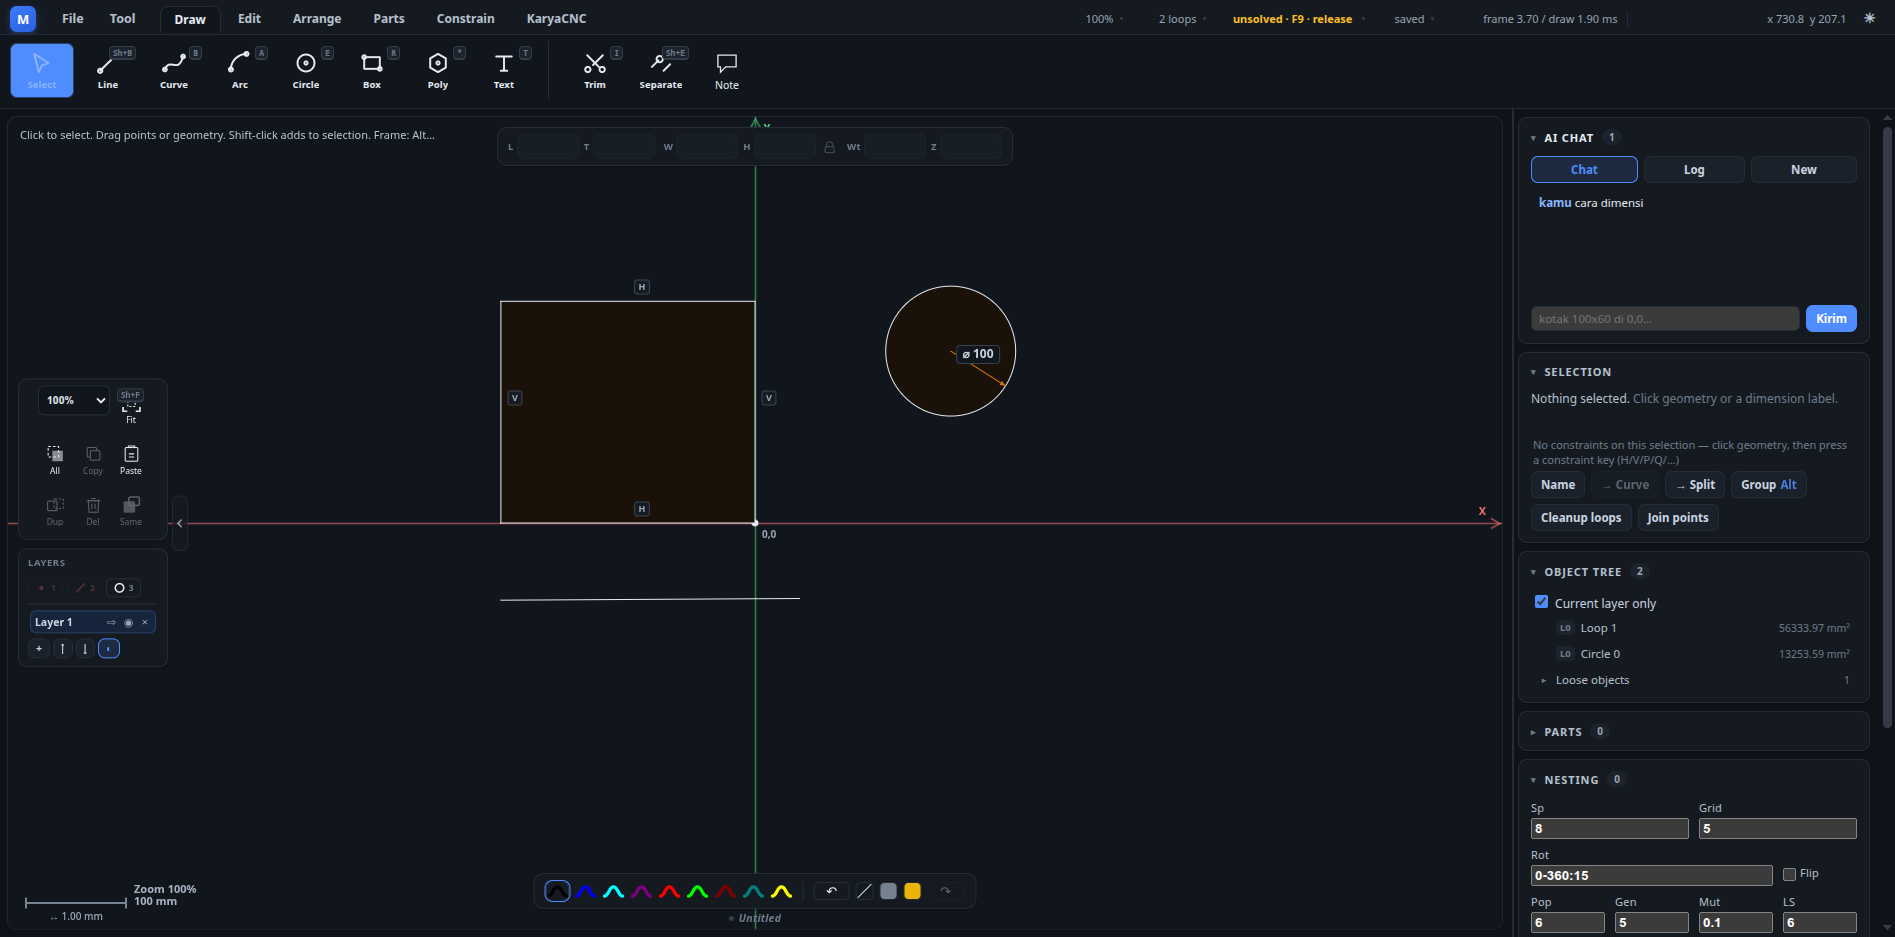 M File Tool Draw Edit Arrange Parts Constrain KaryaCNC 100% 2 loops unsolved · F9 · release saved frame 3.70 / draw 1.90 ms x 730.8 y 207.1
Sh+B B A E R * T I Sh+E
Select Line Curve Arc Circle Box Poly Text Trim Separate Note
Click to select. Drag points or geometry. Shift-click adds to selection. Frame: Alt...
Y
L T W H Wt Z
H
⌀ 100
V V
H
X
0,0
100% Sh+F
Fit
All Copy Paste
Dup Del Same
LAYERS
1 2 3
Layer 1 ⇨ ◉ ×
+
Zoom 100%
100 mm
↔ 1.00 mm
Untitled
AI CHAT 1
Chat Log New
kamu cara dimensi
kotak 100x60 di 0,0... Kirim
SELECTION
Nothing selected. Click geometry or a dimension label.
No constraints on this selection — click geometry, then press
a constraint key (H/V/P/Q/...)
Name → Curve → Split Group Alt
Cleanup loops Join points
OBJECT TREE 2
Current layer only
L0 Loop 1 56333.97 mm²
L0 Circle 0 13253.59 mm²
Loose objects 1
PARTS 0
NESTING 0
Sp Grid
8 5
Rot
0-360:15 Flip
Pop Gen Mut LS
6 5 0.1 6